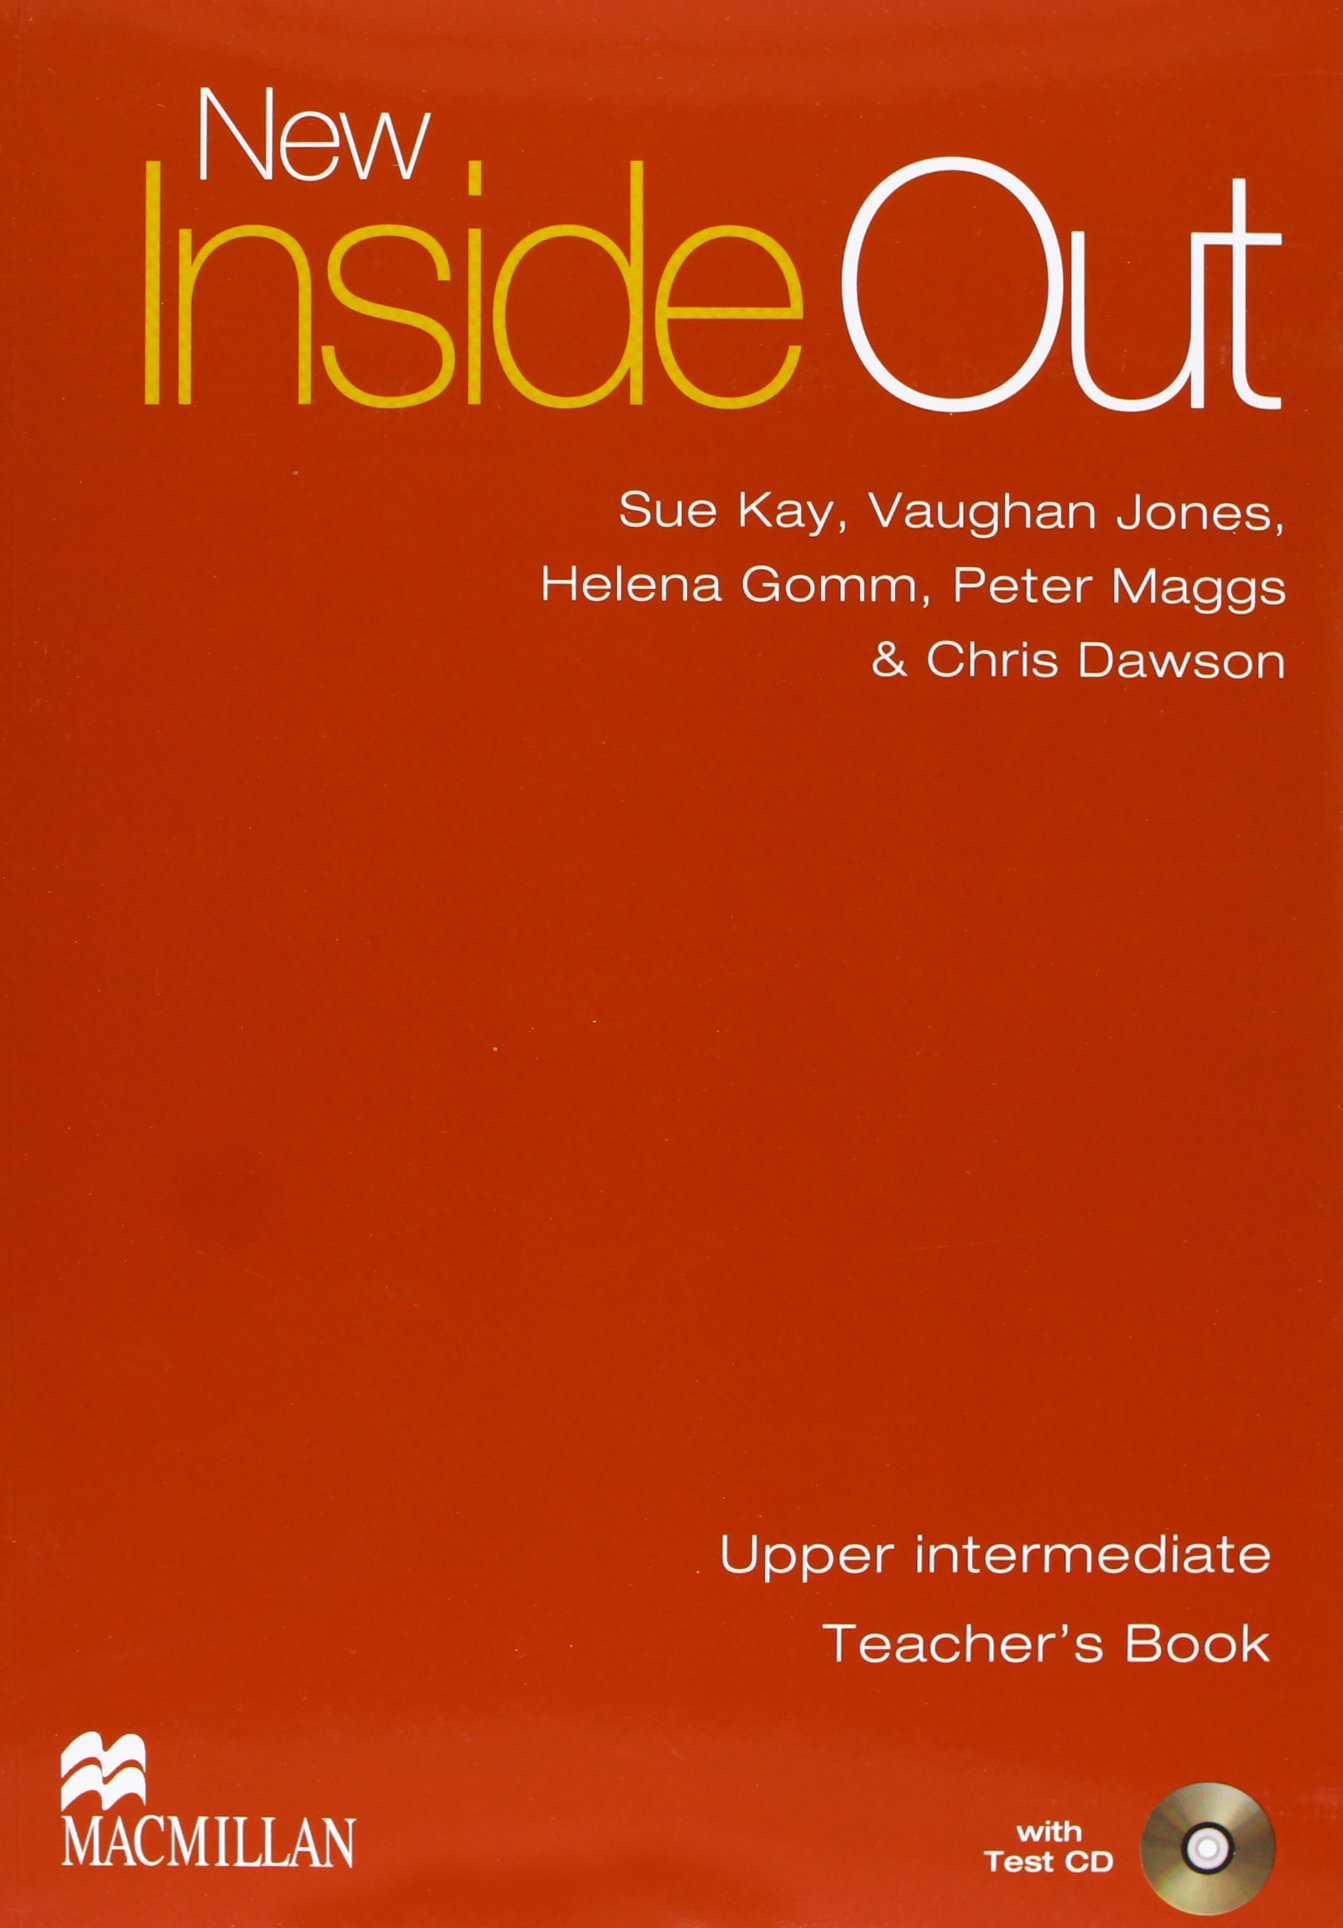 New
Inside Out
Sue Kay, Vaughan Jones,
Helena Gomm, Peter Maggs
& Chris Dawson
Upper intermediate
Teacher’s Book
MACMILLAN
with
Test CD